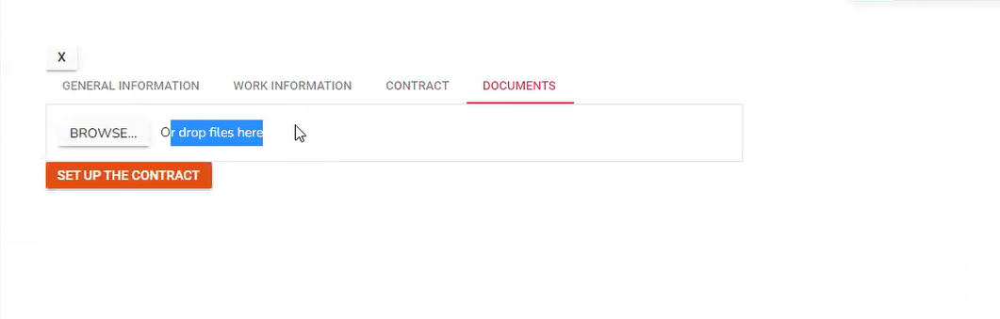 X
GENERAL INFORMATION WORK INFORMATION CONTRACT DOCUMENTS
BROWSE... Or drop files here
SET UP THE CONTRACT